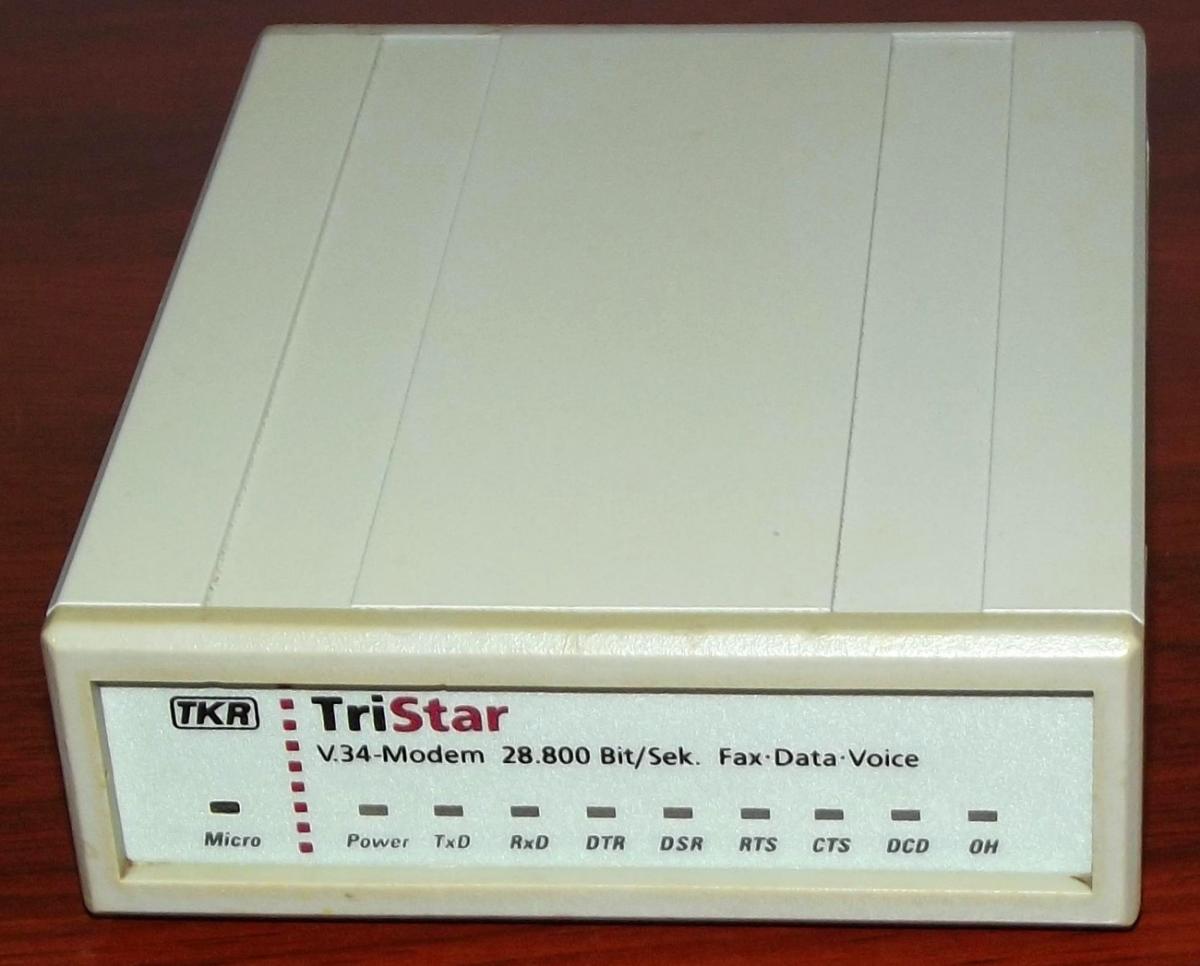 TKR TriStar
V.34-Modem 28.800 Bit/Sek. Fax·Data·Voice
Micro Power TxD RxD DTR DSR RTS CTS DCD OH